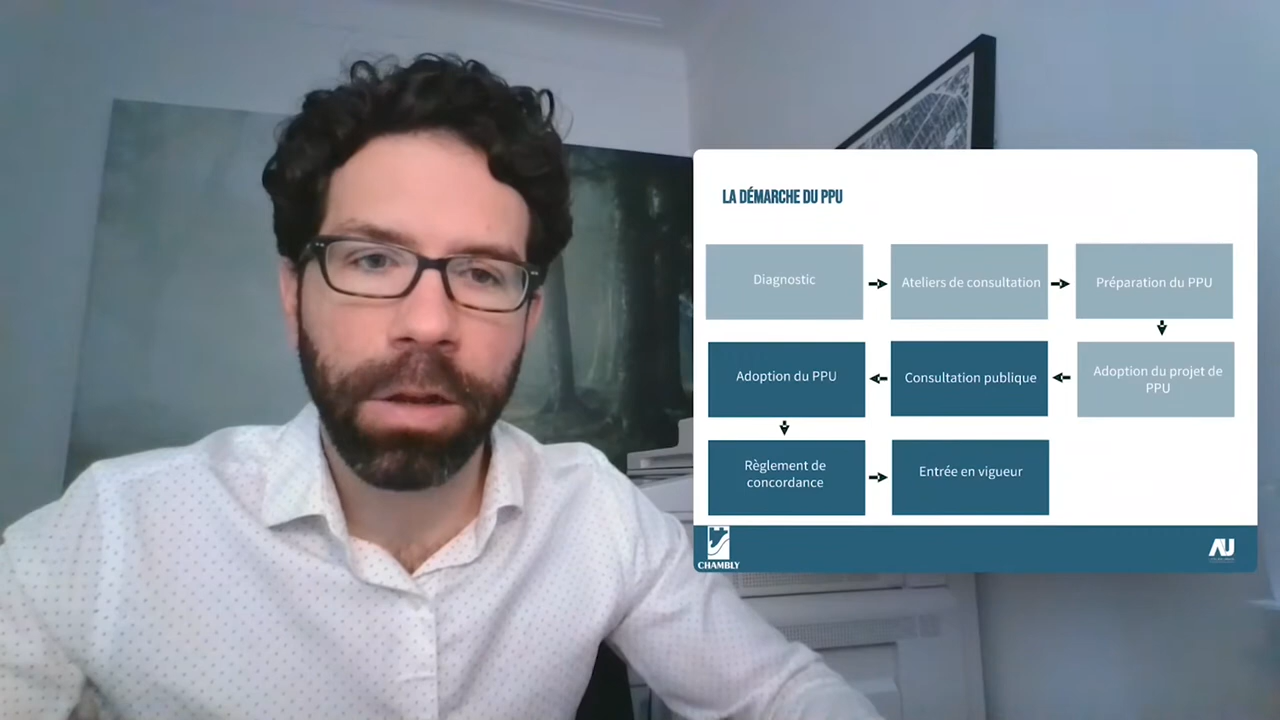 LA DÉMARCHE DU PPU
Diagnostic
Ateliers de consultation
Préparation du PPU
Adoption du projet de
PPU
Consultation publique
Adoption du PPU
Règlement de
concordance
Entrée en vigueur
CHAMBLY
AU